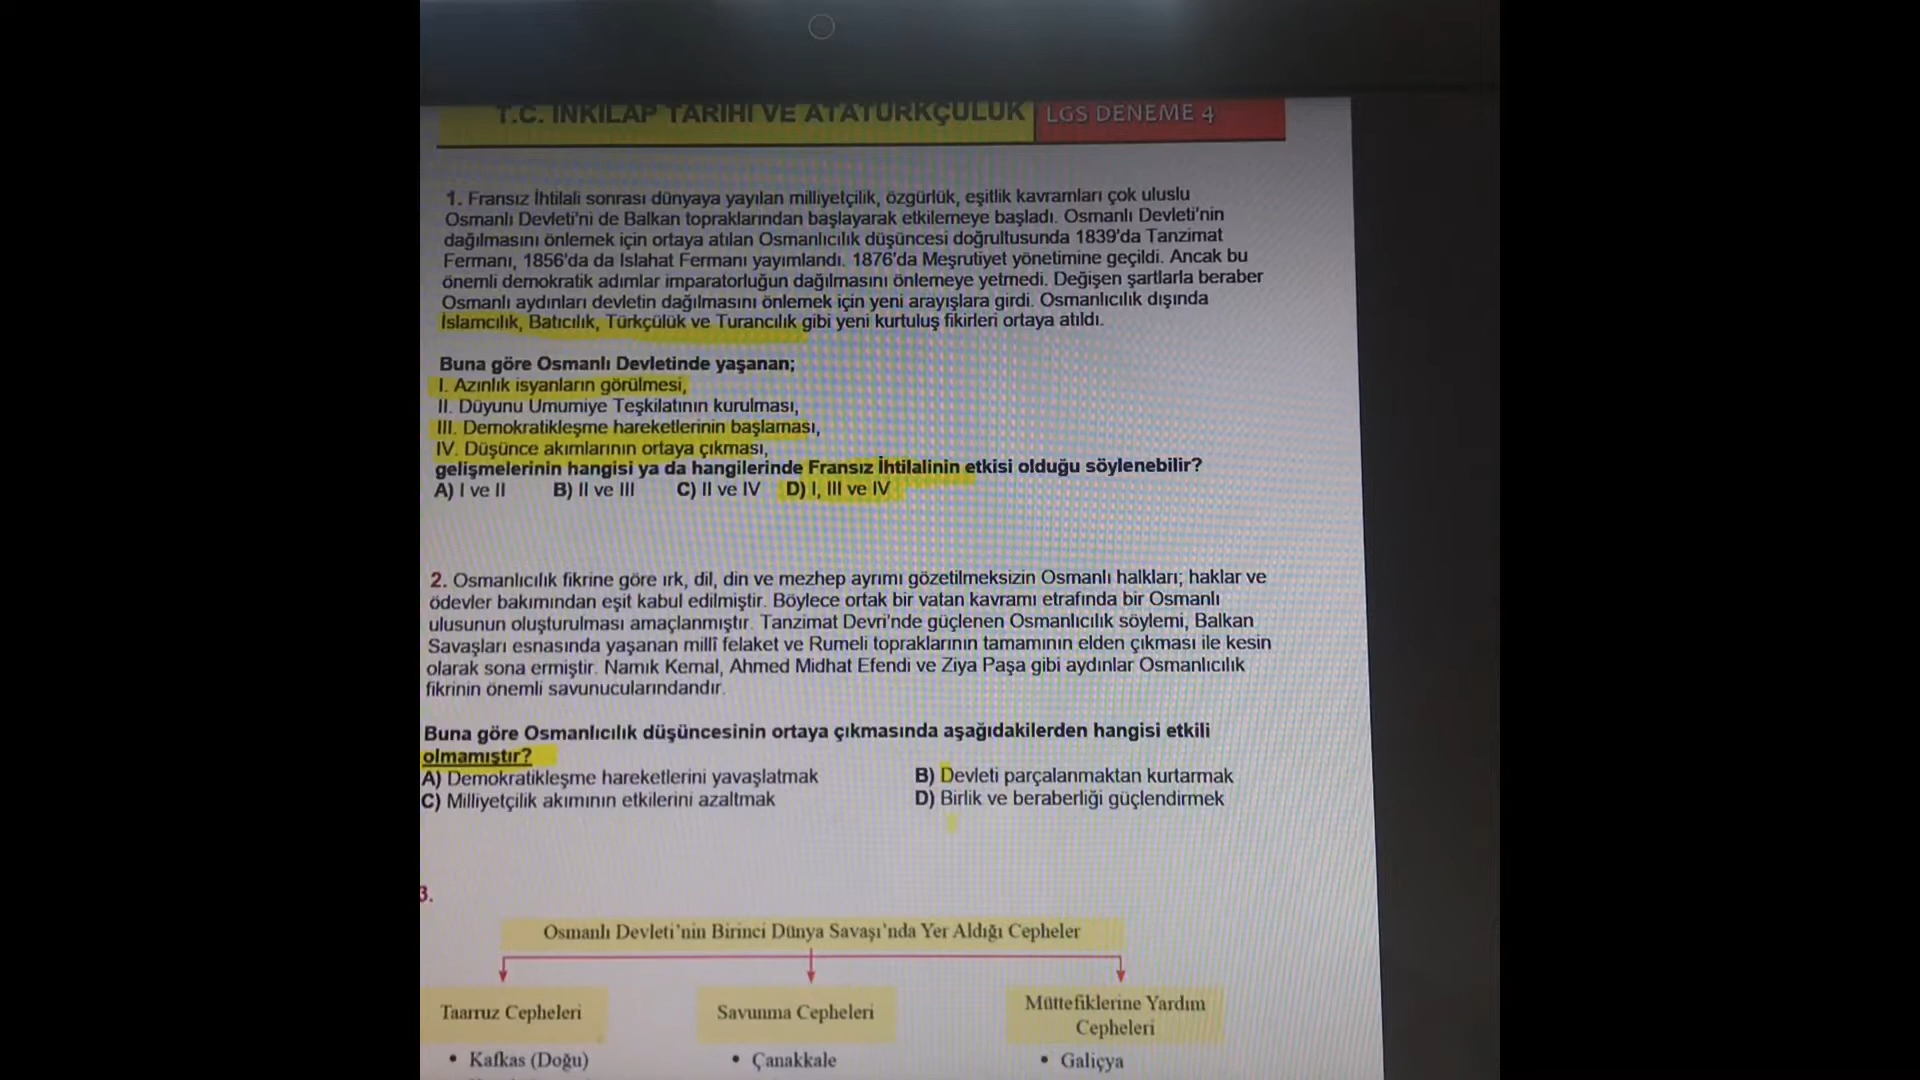 T.C. İNKILAP TARİHİ VE ATATÜRKÇÜLÜK LGS DENEME 4
1. Fransız İhtilali sonrası dünyaya yayılan milliyetçilik, özgürlük, eşitlik kavramları çok uluslu
Osmanlı Devleti'ni de Balkan topraklarından başlayarak etkilemeye başladı. Osmanlı Devleti'nin
dağılmasını önlemek için ortaya atılan Osmanlıcılık düşüncesi doğrultusunda 1839'da Tanzimat
Fermanı, 1856'da da Islahat Fermanı yayımlandı. 1876'da Meşrutiyet yönetimine geçildi. Ancak bu
önemli demokratik adımlar imparatorluğun dağılmasını önlemeye yetmedi. Değişen şartlarla beraber
Osmanlı aydınları devletin dağılmasını önlemek için yeni arayışlara girdi. Osmanlıcılık dışında
İslamcılık, Batıcılık, Türkçülük ve Turancılık gibi yeni kurtuluş fikirleri ortaya atıldı.
Buna göre Osmanlı Devletinde yaşanan;
I. Azınlık isyanların görülmesi,
II. Düyunu Umumiye Teşkilatının kurulması,
III. Demokratikleşme hareketlerinin başlaması,
IV. Düşünce akımlarının ortaya çıkması,
gelişmelerinin hangisi ya da hangilerinde Fransız İhtilalinin etkisi olduğu söylenebilir?
A) I ve II B) II ve III C) II ve IV D) I, III ve IV
2. Osmanlıcılık fikrine göre ırk, dil, din ve mezhep ayrımı gözetilmeksizin Osmanlı halkları; haklar ve
ödevler bakımından eşit kabul edilmiştir. Böylece ortak bir vatan kavramı etrafında bir Osmanlı
ulusunun oluşturulması amaçlanmıştır. Tanzimat Devri'nde güçlenen Osmanlıcılık söylemi, Balkan
Savaşları esnasında yaşanan millî felaket ve Rumeli topraklarının tamamının elden çıkması ile kesin
olarak sona ermiştir. Namık Kemal, Ahmed Midhat Efendi ve Ziya Paşa gibi aydınlar Osmanlıcılık
fikrinin önemli savunucularındandır.
Buna göre Osmanlıcılık düşüncesinin ortaya çıkmasında aşağıdakilerden hangisi etkili
olmamıştır?
A) Demokratikleşme hareketlerini yavaşlatmak B) Devleti parçalanmaktan kurtarmak
C) Milliyetçilik akımının etkilerini azaltmak D) Birlik ve beraberliği güçlendirmek
3.
Osmanlı Devleti'nin Birinci Dünya Savaşı'nda Yer Aldığı Cepheler
Taarruz Cepheleri Savunma Cepheleri Müttefiklerine Yardım
Cepheleri
• Kafkas (Doğu) • Çanakkale • Galiçya